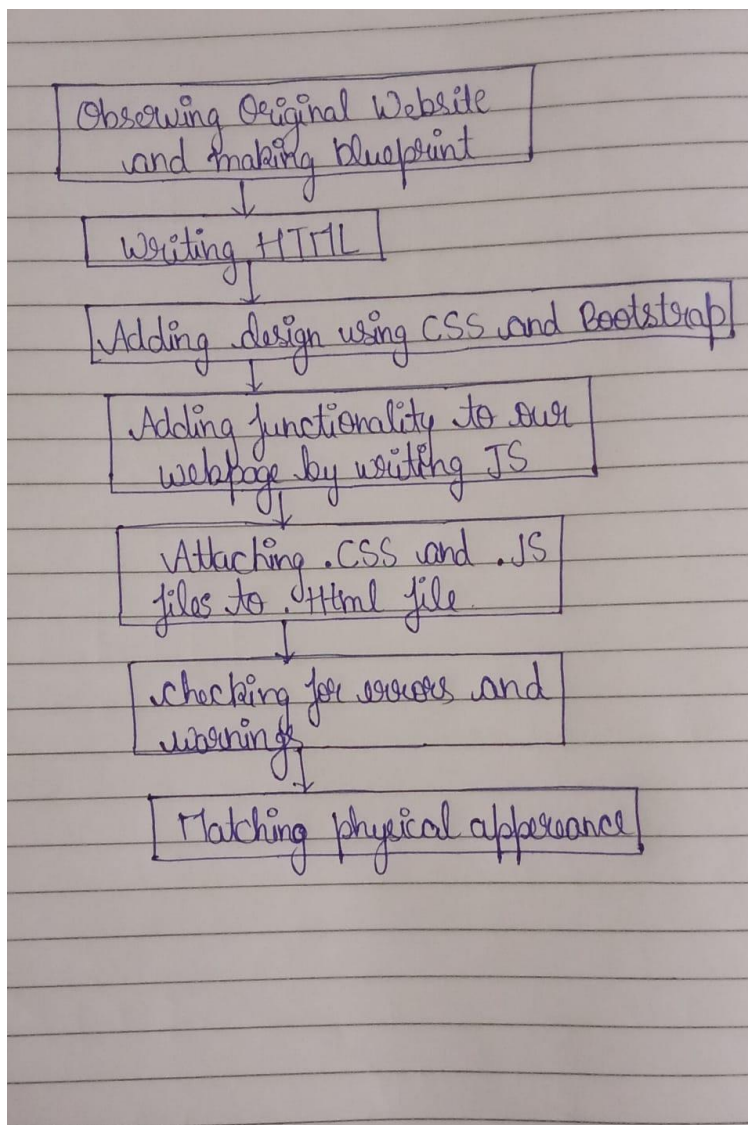 Observing Original Website
and making blueprint
Writing HTML
Adding design using CSS and Bootstrap
Adding functionality to our
webpage by writing JS
Attaching .CSS and .JS
files to .Html file.
checking for errors and
warnings
Matching physical apperance